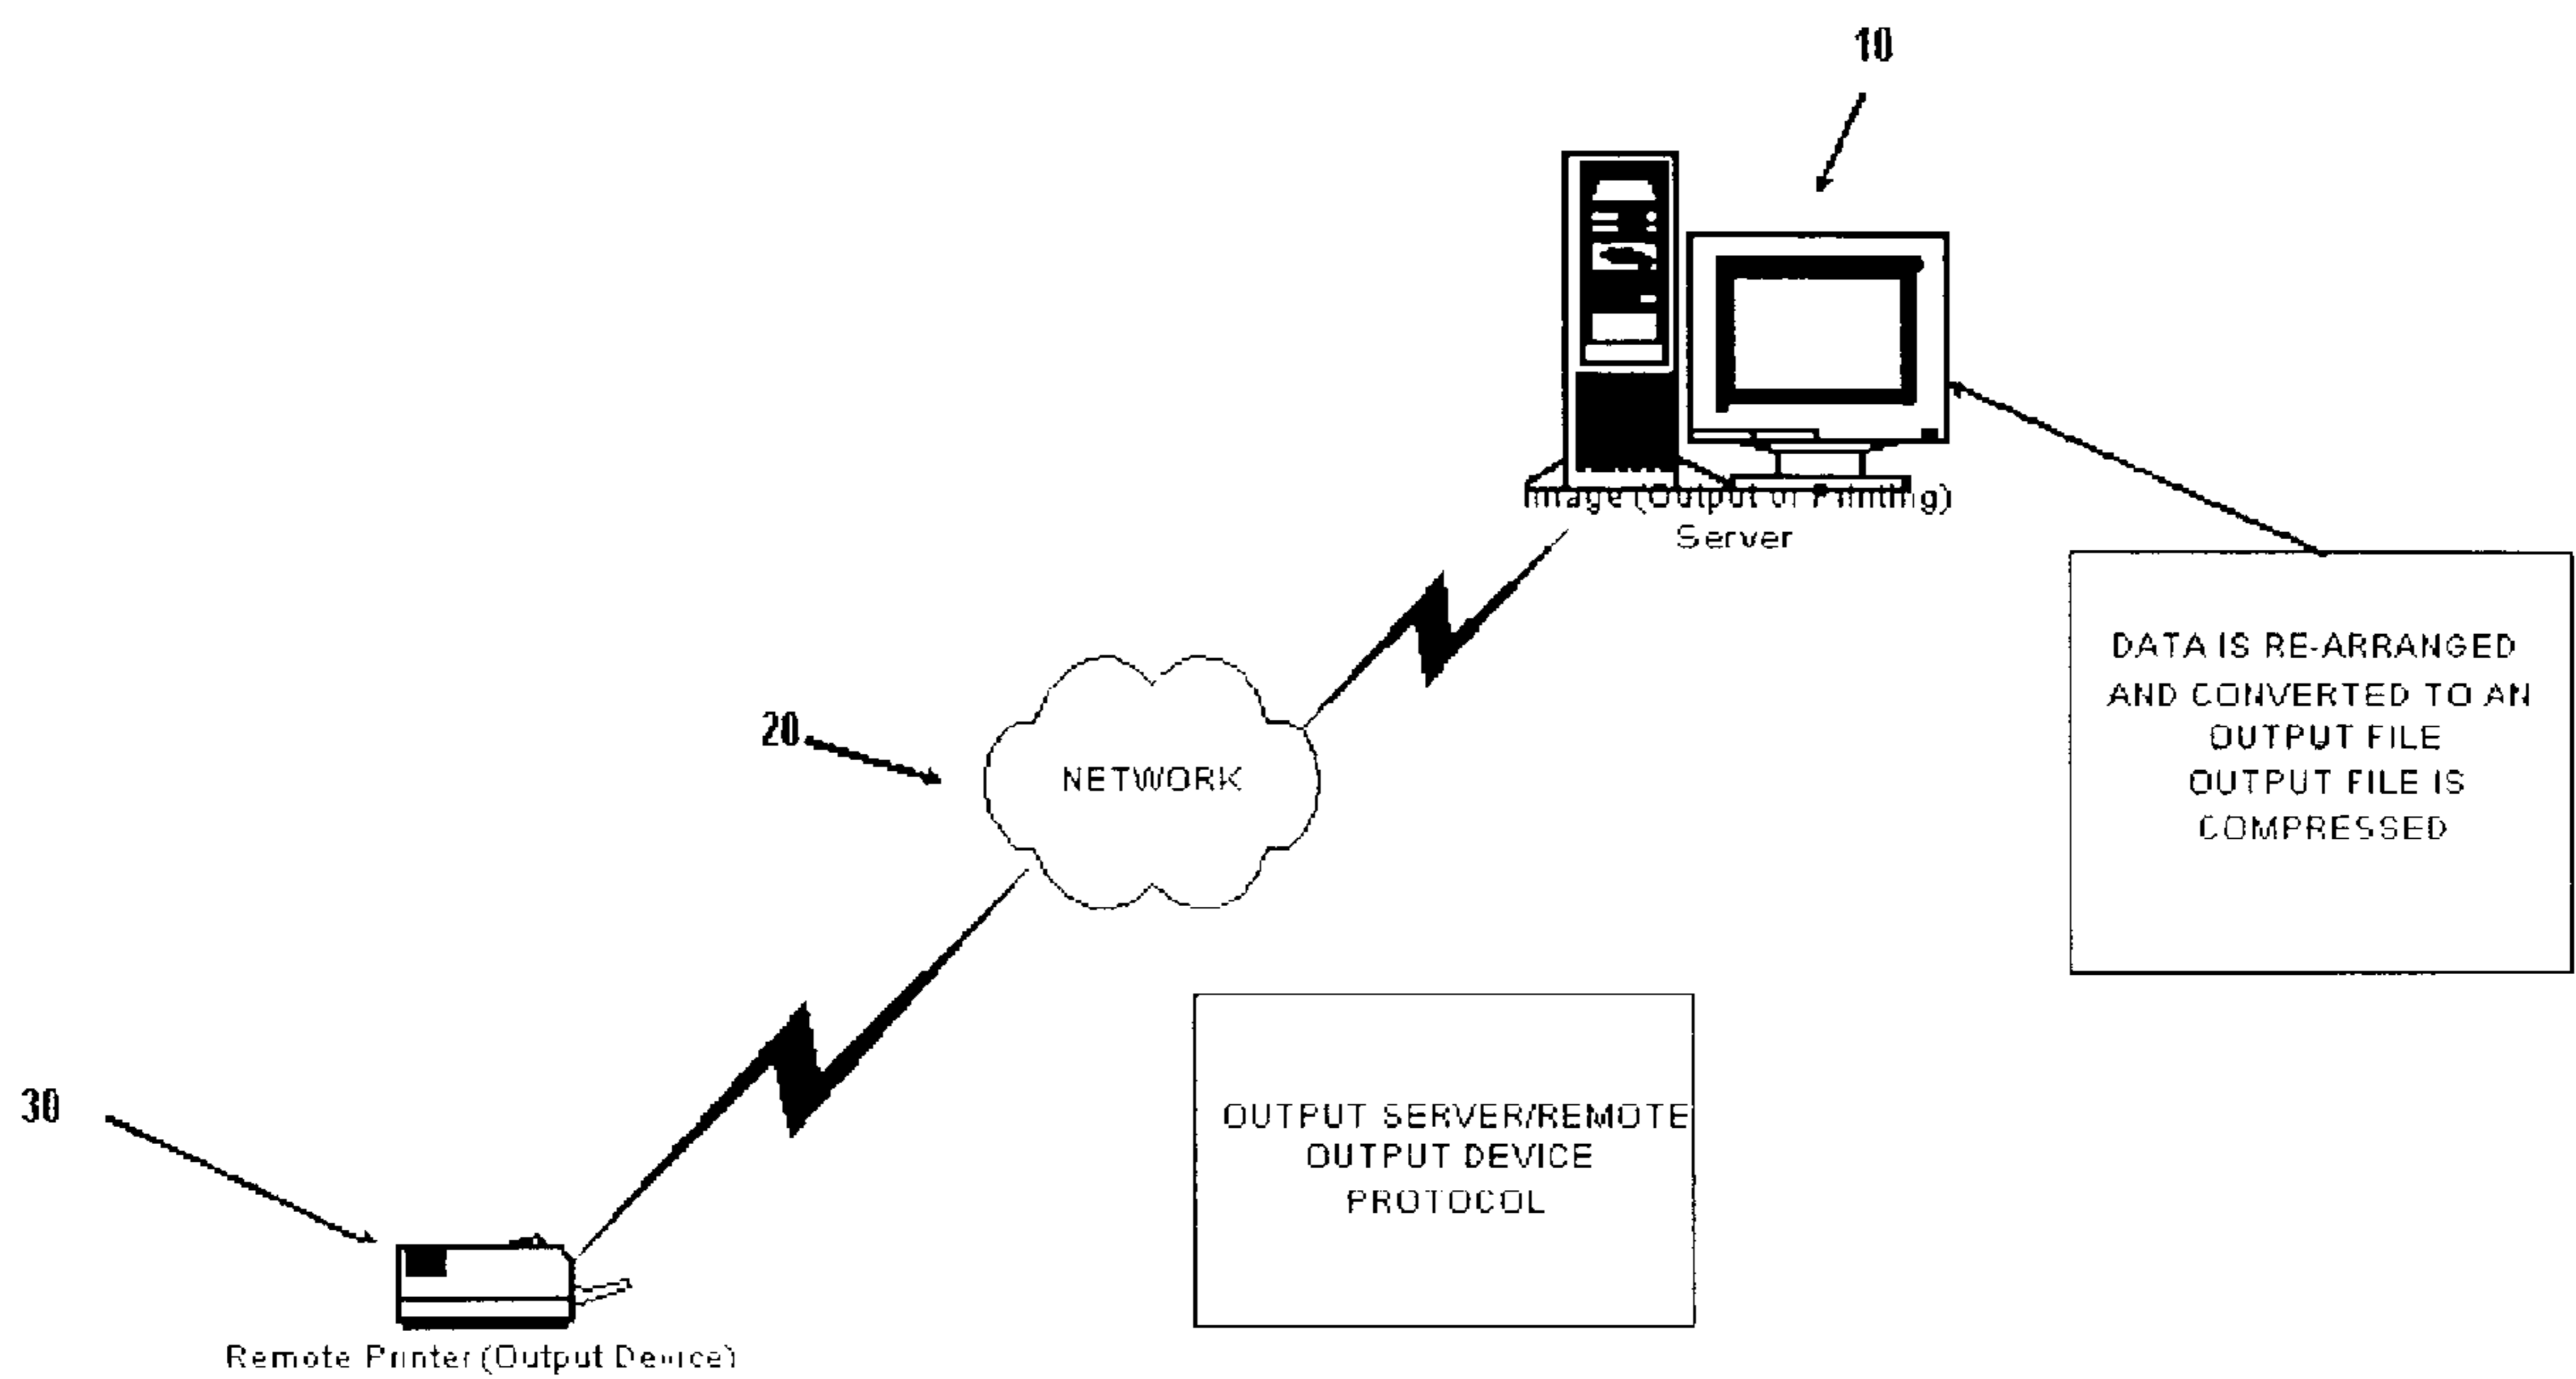 10
Image (Output or Printing)
Server
DATA IS RE-ARRANGED
AND CONVERTED TO AN
OUTPUT FILE
OUTPUT FILE IS
COMPRESSED
20
NETWORK
OUTPUT SERVER/REMOTE
OUTPUT DEVICE
PROTOCOL
30
Remote Printer (Output Device)